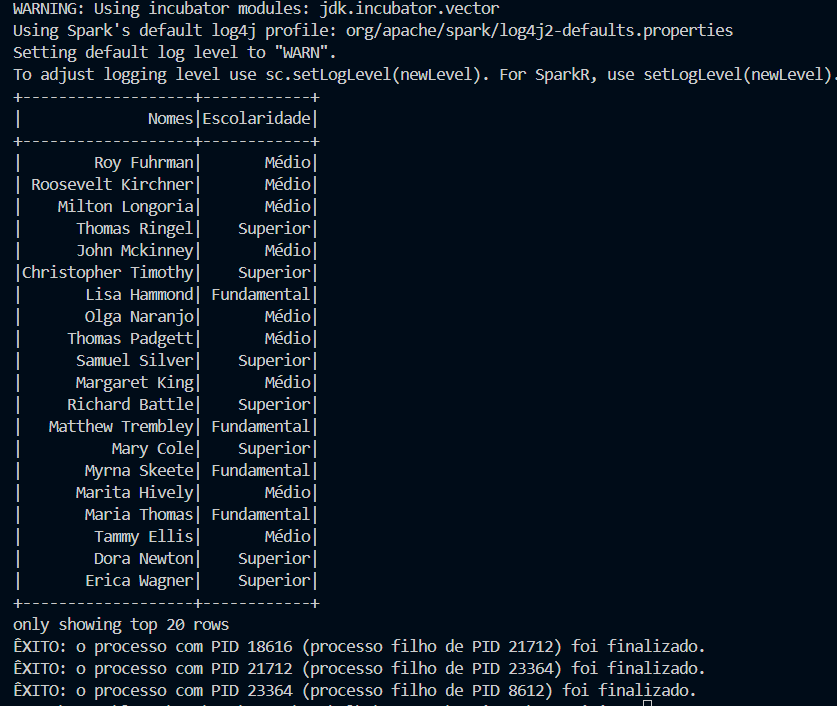 WARNING: Using incubator modules: jdk.incubator.vector
Using Spark's default log4j profile: org/apache/spark/log4j2-defaults.properties
Setting default log level to "WARN".
To adjust logging level use sc.setLogLevel(newLevel). For SparkR, use setLogLevel(newLevel).
+-------------------+------------+
|              Nomes|Escolaridade|
+-------------------+------------+
|        Roy Fuhrman|       Médio|
| Roosevelt Kirchner|       Médio|
|    Milton Longoria|       Médio|
|      Thomas Ringel|    Superior|
|      John Mckinney|       Médio|
|Christopher Timothy|    Superior|
|       Lisa Hammond| Fundamental|
|       Olga Naranjo|       Médio|
|     Thomas Padgett|       Médio|
|      Samuel Silver|    Superior|
|      Margaret King|       Médio|
|     Richard Battle|    Superior|
|   Matthew Trembley| Fundamental|
|          Mary Cole|    Superior|
|       Myrna Skeete| Fundamental|
|      Marita Hively|       Médio|
|       Maria Thomas| Fundamental|
|        Tammy Ellis|       Médio|
|        Dora Newton|    Superior|
|       Erica Wagner|    Superior|
+-------------------+------------+
only showing top 20 rows
ÊXITO: o processo com PID 18616 (processo filho de PID 21712) foi finalizado.
ÊXITO: o processo com PID 21712 (processo filho de PID 23364) foi finalizado.
ÊXITO: o processo com PID 23364 (processo filho de PID 8612) foi finalizado.